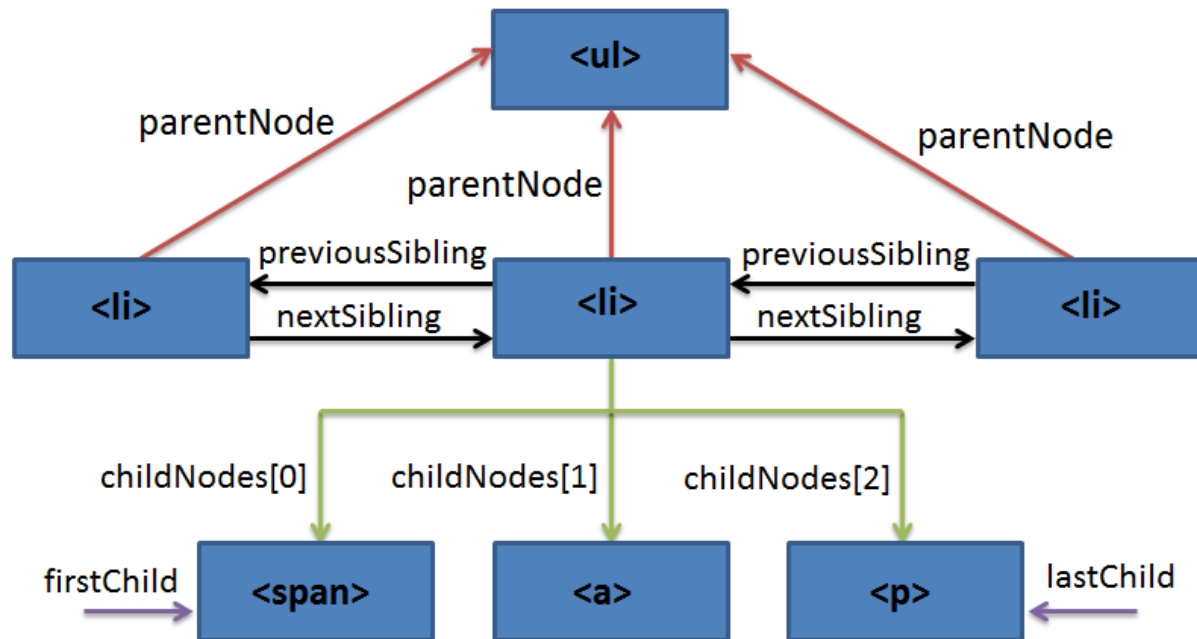 <ul>
parentNode
parentNode
parentNode
previousSibling
previousSibling
<li>
<li>
<li>
nextSibling
nextSibling
childNodes[0]
childNodes[1]
childNodes[2]
firstChild
<span>
<a>
<p>
lastChild